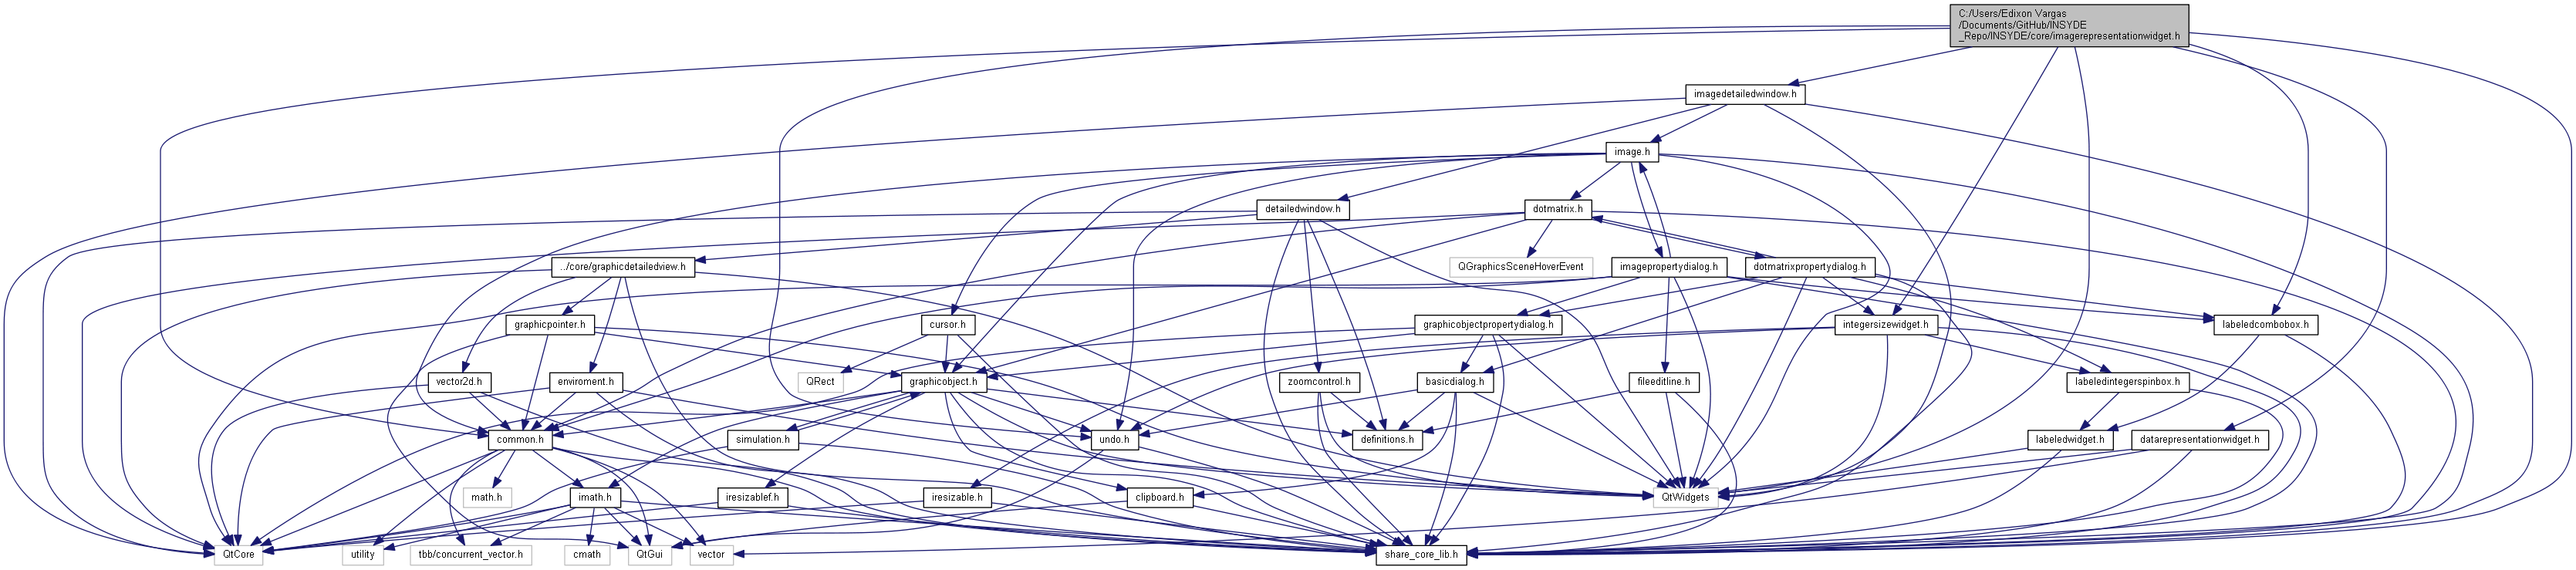 C:/Users/Edixon Vargas
/Documents/GitHub/INSYDE
_Repo/INSYDE/core/imagerepresentationwidget.h
imagedetailedwindow.h
image.h
detailedwindow.h
dotmatrix.h
../core/graphicdetailedview.h
QGraphicsSceneHoverEvent
imagepropertydialog.h
dotmatrixpropertydialog.h
graphicpointer.h
cursor.h
graphicobjectpropertydialog.h
integersizewidget.h
labeledcombobox.h
vector2d.h
enviroment.h
QRect
graphicobject.h
zoomcontrol.h
basicdialog.h
fileeditline.h
labeledintegerspinbox.h
common.h
simulation.h
undo.h
definitions.h
labeledwidget.h
datarepresentationwidget.h
math.h
imath.h
iresizablef.h
iresizable.h
clipboard.h
QtWidgets
QtCore
utility
tbb/concurrent_vector.h
cmath
QtGui
vector
share_core_lib.h